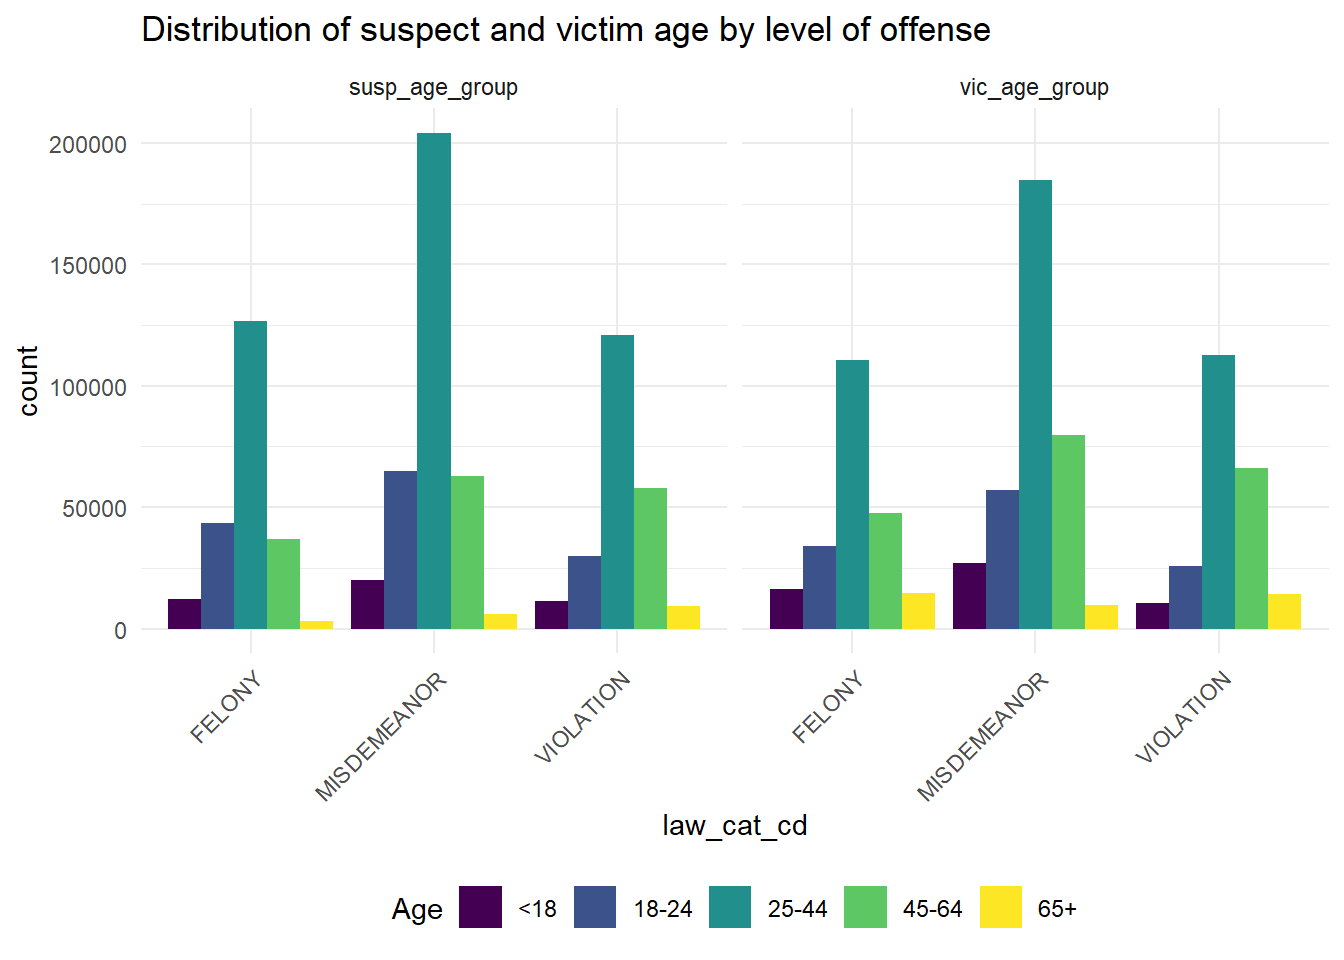 Distribution of suspect and victim age by level of offense
susp_age_group
vic_age_group
200000
150000
100000
50000
0
count
FELONY
MISDEMEANOR
VIOLATION
FELONY
MISDEMEANOR
VIOLATION
law_cat_cd
Age <18 18-24 25-44 45-64 65+